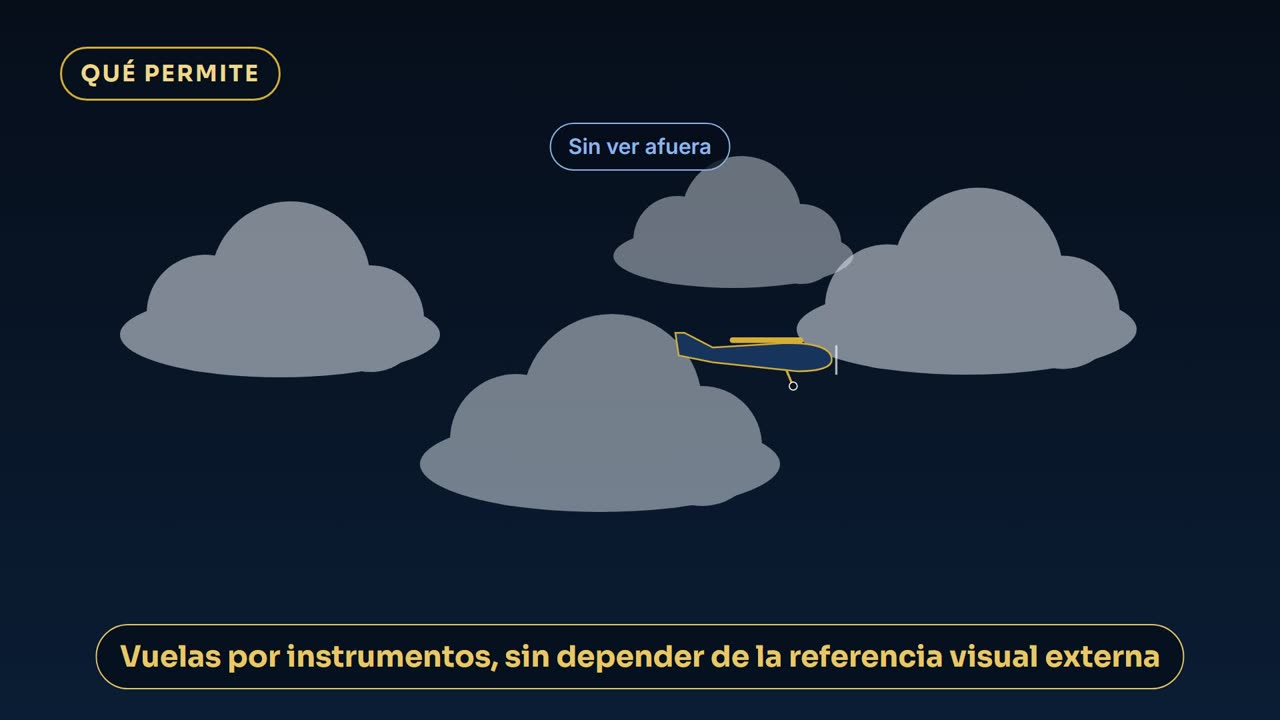 QUÉ PERMITE
Sin ver afuera
Vuelas por instrumentos, sin depender de la referencia visual externa